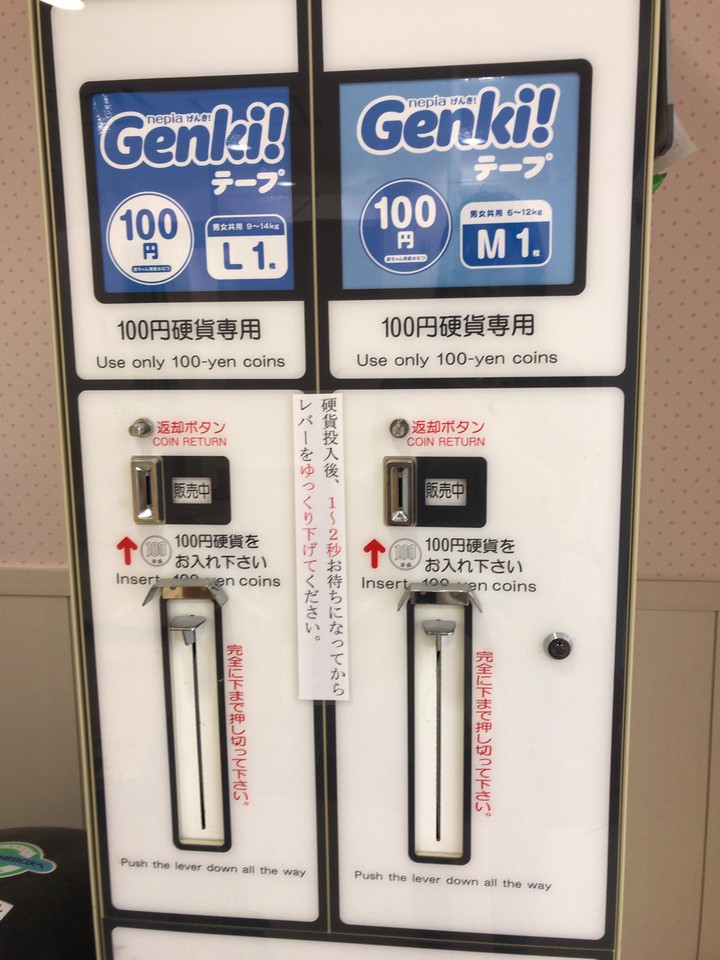 nepia げんき!
Genki!
テープ
100
円
男女共用 9～14kg
L 1枚
100円硬貨専用
Use only 100-yen coins
返却ボタン
COIN RETURN
販売中
100円硬貨を
お入れ下さい
Insert 100-yen coins
完全に下まで押し切って下さい。
Push the lever down all the way
硬貨投入後、1～2秒お待ちになってから
レバーをゆっくり下げてください。
nepia げんき!
Genki!
テープ
100
円
男女共用 6～12kg
M 1枚
100円硬貨専用
Use only 100-yen coins
返却ボタン
COIN RETURN
販売中
100円硬貨を
お入れ下さい
Insert 100-yen coins
完全に下まで押し切って下さい。
Push the lever down all the way